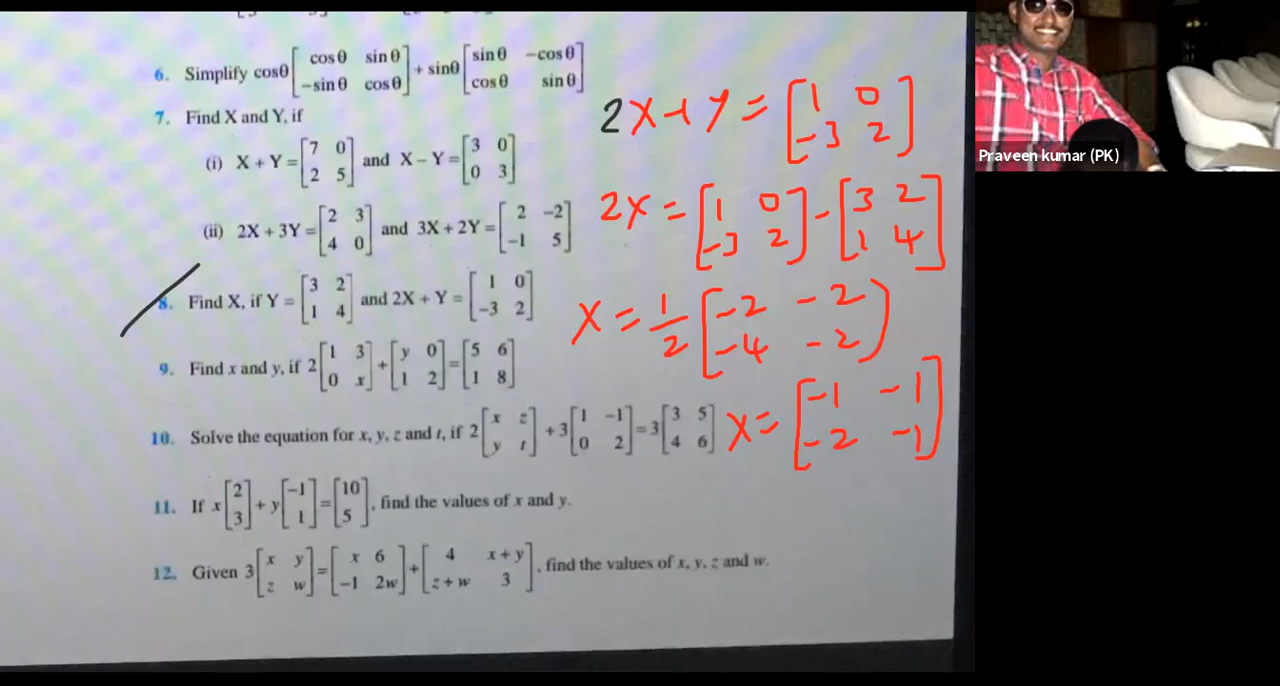 6. Simplify cosθ [cosθ sinθ; −sinθ cosθ] + sinθ [sinθ −cosθ; cosθ sinθ]
7. Find X and Y, if
(i) X + Y = [7 0; 2 5] and X − Y = [3 0; 0 3]
(ii) 2X + 3Y = [2 3; 4 0] and 3X + 2Y = [2 −2; −1 5]
8. Find X, if Y = [3 2; 1 4] and 2X + Y = [1 0; −3 2]
9. Find x and y, if 2 [1 3; 0 x] + [y 0; 1 2] = [5 6; 1 8]
10. Solve the equation for x, y, z and t, if 2 [x z; y t] + 3 [1 −1; 0 2] = 3 [3 5; 4 6]
11. If x [2; 3] + y [−1; 1] = [10; 5], find the values of x and y.
12. Given 3 [x y; z w] = [x 6; −1 2w] + [4 x + y; z + w 3], find the values of x, y, z and w.
2X + Y = [1 0; −3 2]
2X = [1 0; −3 2] − [3 2; 1 4]
X = 1/2 [−2 −2; −4 −2]
X = [−1 −1; −2 −1]
Praveen kumar (PK)